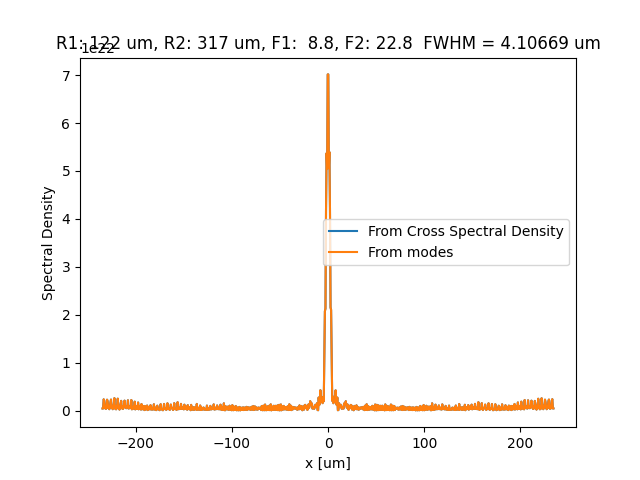 R1: 122 um, R2: 317 um, F1:  8.8, F2: 22.8  FWHM = 4.10669 um
1e22
7
6
5
4
3
2
1
0
Spectral Density
From Cross Spectral Density
From modes
−200
−100
0
100
200
x [um]